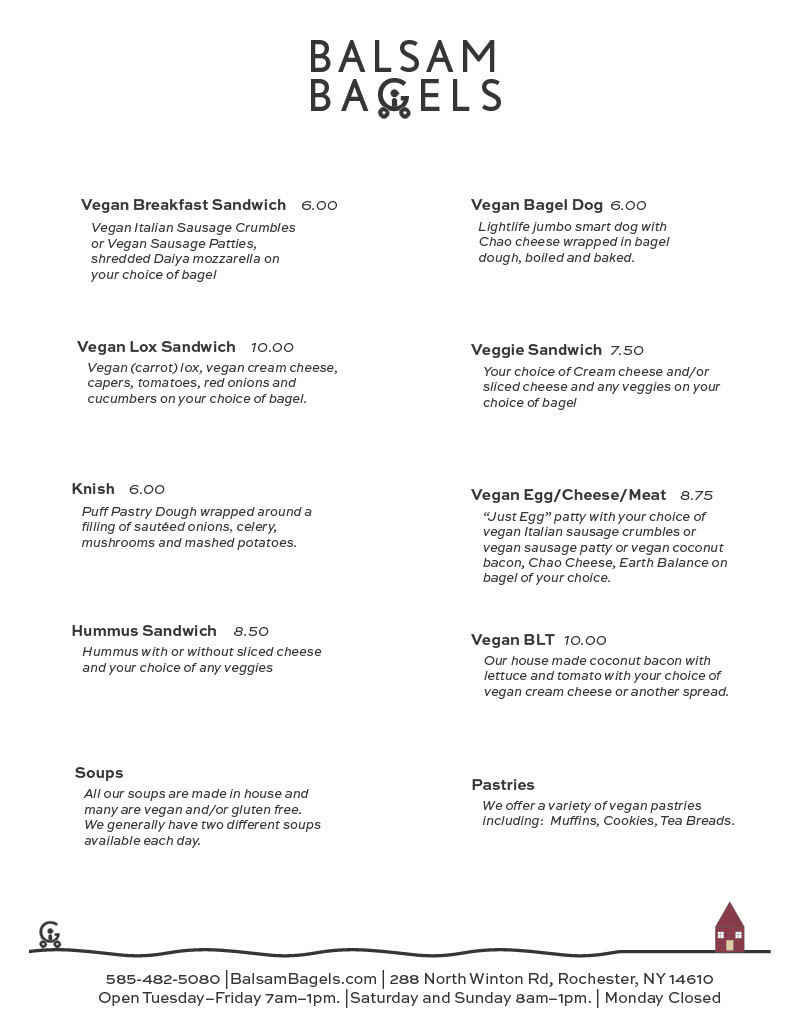 BALSAM
BAGELS
Vegan Breakfast Sandwich 6.00
Vegan Italian Sausage Crumbles
or Vegan Sausage Patties,
shredded Daiya mozzarella on
your choice of bagel
Vegan Lox Sandwich 10.00
Vegan (carrot) lox, vegan cream cheese,
capers, tomatoes, red onions and
cucumbers on your choice of bagel.
Knish 6.00
Puff Pastry Dough wrapped around a
filling of sautéed onions, celery,
mushrooms and mashed potatoes.
Hummus Sandwich 8.50
Hummus with or without sliced cheese
and your choice of any veggies
Soups
All our soups are made in house and
many are vegan and/or gluten free.
We generally have two different soups
available each day.
Vegan Bagel Dog 6.00
Lightlife jumbo smart dog with
Chao cheese wrapped in bagel
dough, boiled and baked.
Veggie Sandwich 7.50
Your choice of Cream cheese and/or
sliced cheese and any veggies on your
choice of bagel
Vegan Egg/Cheese/Meat 8.75
“Just Egg” patty with your choice of
vegan Italian sausage crumbles or
vegan sausage patty or vegan coconut
bacon, Chao Cheese, Earth Balance on
bagel of your choice.
Vegan BLT 10.00
Our house made coconut bacon with
lettuce and tomato with your choice of
vegan cream cheese or another spread.
Pastries
We offer a variety of vegan pastries
including: Muffins, Cookies, Tea Breads.
585-482-5080 |BalsamBagels.com | 288 North Winton Rd, Rochester, NY 14610
Open Tuesday–Friday 7am–1pm. |Saturday and Sunday 8am–1pm. | Monday Closed